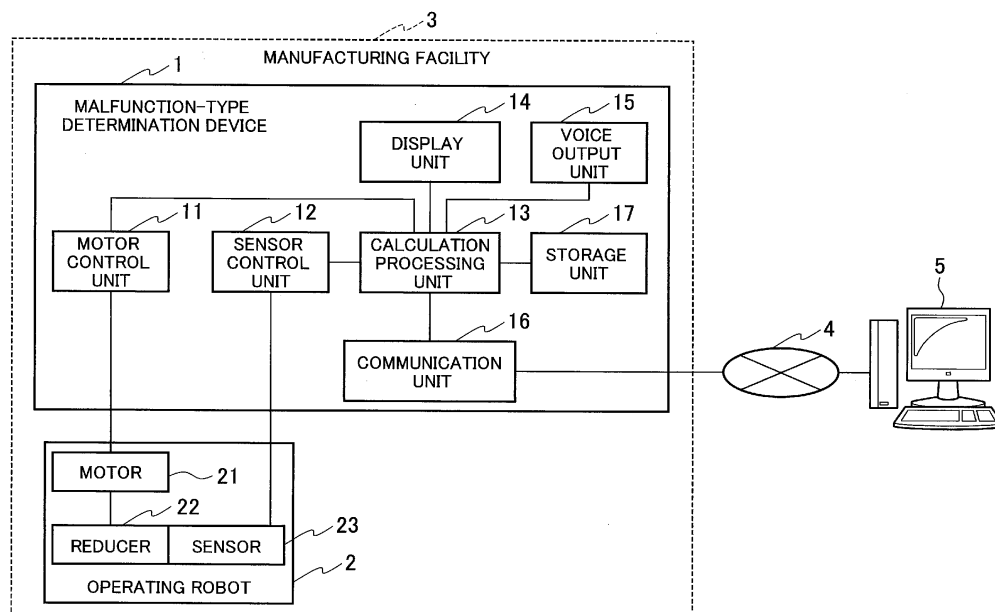 3
MANUFACTURING FACILITY
1
MALFUNCTION-TYPE
DETERMINATION DEVICE
14
15
DISPLAY
UNIT
VOICE
OUTPUT
UNIT
11
12
13
17
MOTOR
CONTROL
UNIT
SENSOR
CONTROL
UNIT
CALCULATION
PROCESSING
UNIT
STORAGE
UNIT
5
16
4
COMMUNICATION
UNIT
MOTOR
21
22
23
REDUCER
SENSOR
2
OPERATING ROBOT